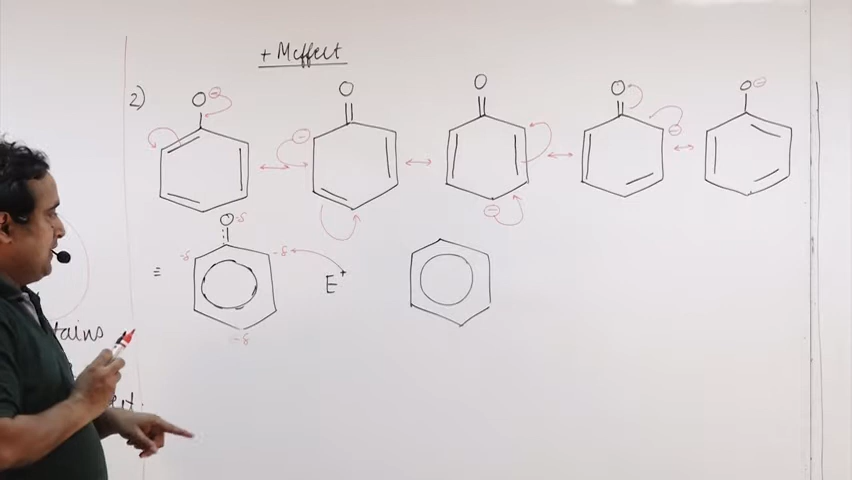 + M effect
2)
O ⊖
O
O
O
O ⊖
⊖
⊖
⊖
O -δ
-δ
-δ
≡
E⁺
-δ
tains